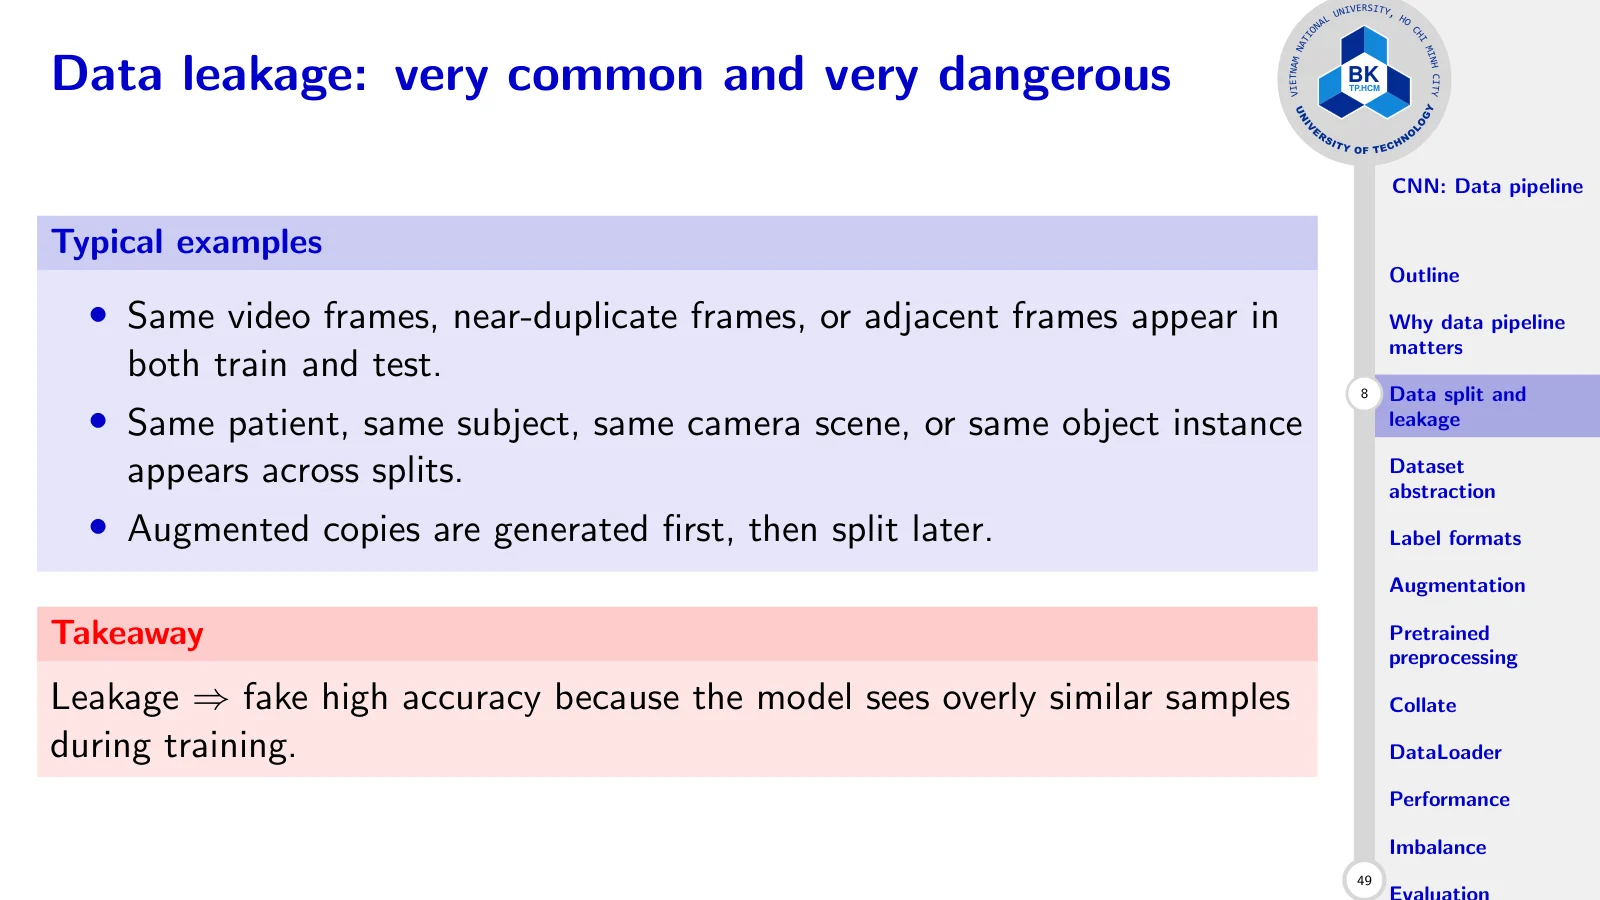 Data leakage: very common and very dangerous
VIETNAM NATIONAL UNIVERSITY, HO CHI MINH CITY
BK
TP.HCM
UNIVERSITY OF TECHNOLOGY
Typical examples
• Same video frames, near-duplicate frames, or adjacent frames appear in
both train and test.
• Same patient, same subject, same camera scene, or same object instance
appears across splits.
• Augmented copies are generated first, then split later.
Takeaway
Leakage ⇒ fake high accuracy because the model sees overly similar samples
during training.
CNN: Data pipeline
Outline
Why data pipeline
matters
8
Data split and
leakage
Dataset
abstraction
Label formats
Augmentation
Pretrained
preprocessing
Collate
DataLoader
Performance
Imbalance
49
Evaluation